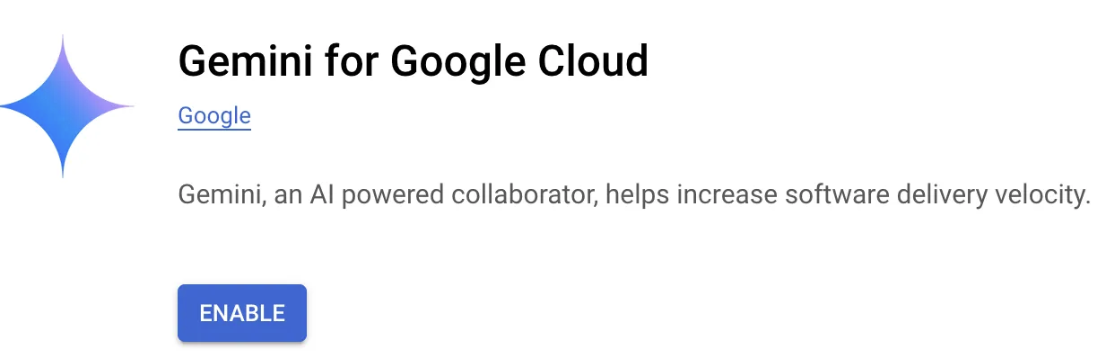 Gemini for Google Cloud
Google
Gemini, an AI powered collaborator, helps increase software delivery velocity.
ENABLE